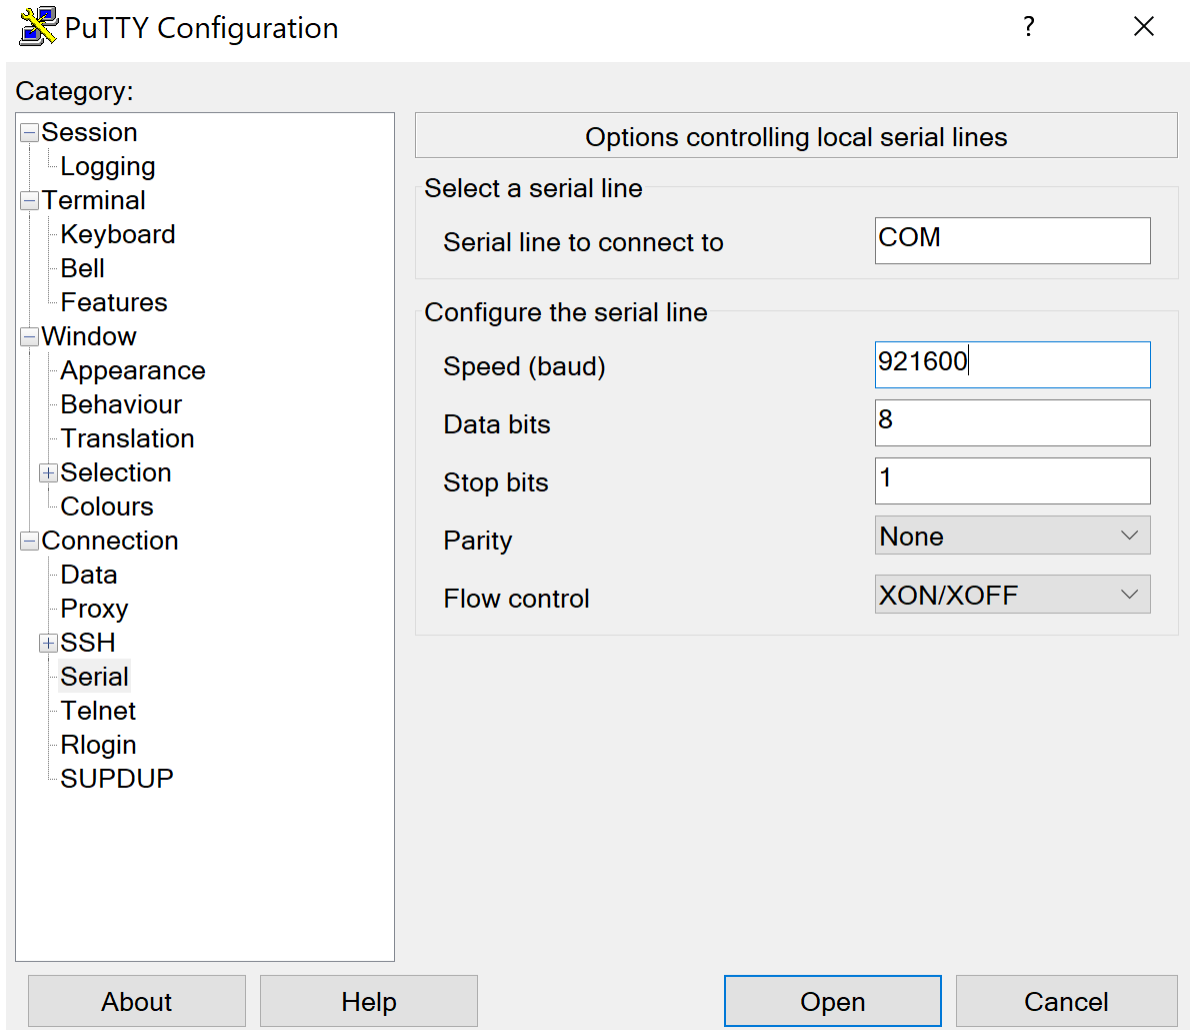 PuTTY Configuration
?
Category:
Session
Logging
Terminal
Keyboard
Bell
Features
Window
Appearance
Behaviour
Translation
Selection
Colours
Connection
Data
Proxy
SSH
Serial
Telnet
Rlogin
SUPDUP
Options controlling local serial lines
Select a serial line
Serial line to connect to COM
Configure the serial line
Speed (baud) 921600
Data bits 8
Stop bits 1
Parity None
Flow control XON/XOFF
About Help Open Cancel